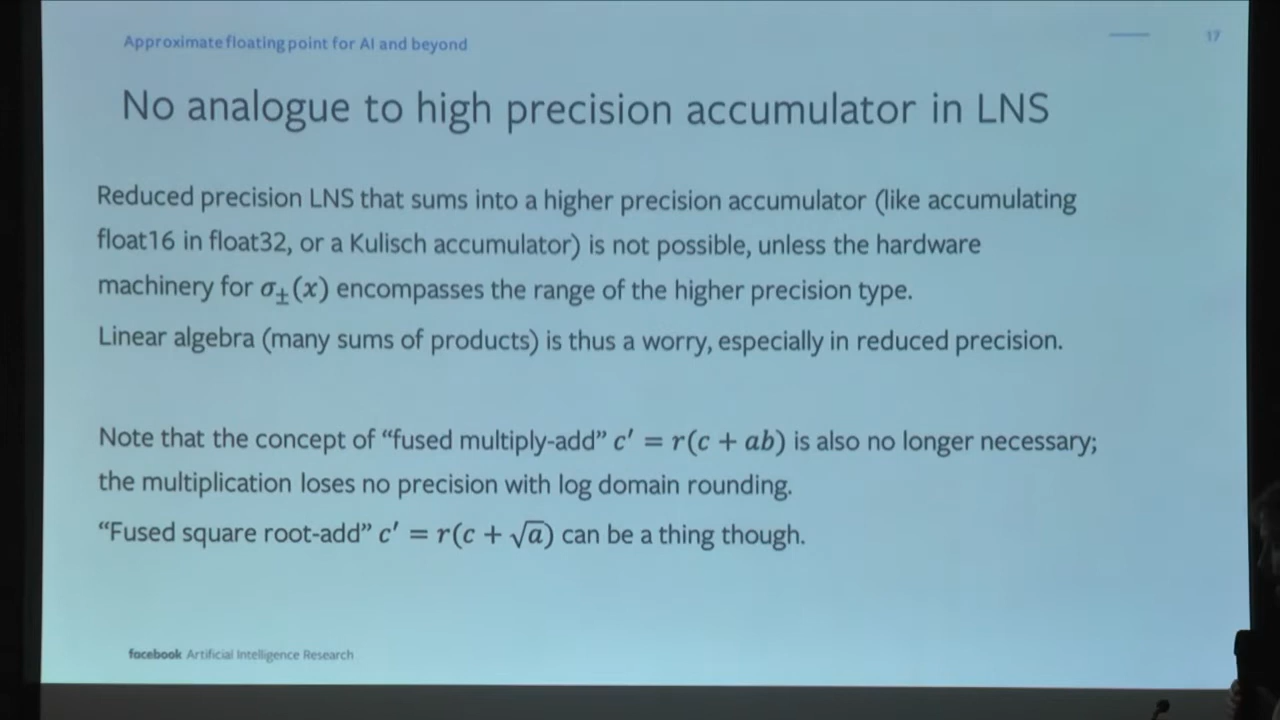 Approximate floating point for AI and beyond
17
No analogue to high precision accumulator in LNS
Reduced precision LNS that sums into a higher precision accumulator (like accumulating
float16 in float32, or a Kulisch accumulator) is not possible, unless the hardware
machinery for σ±(x) encompasses the range of the higher precision type.
Linear algebra (many sums of products) is thus a worry, especially in reduced precision.
Note that the concept of “fused multiply-add” c′ = r(c + ab) is also no longer necessary;
the multiplication loses no precision with log domain rounding.
“Fused square root-add” c′ = r(c + √a) can be a thing though.
facebook Artificial Intelligence Research